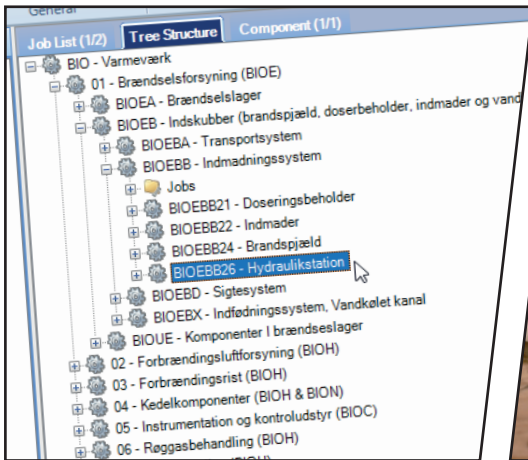 General
Job List (1/2) Tree Structure Component (1/1)
BIO - Varmeværk
01 - Brændselsforsyning (BIOE)
BIOEA - Brændselslager
BIOEB - Indskubber (brandspjæld, doserbeholder, indmader og vand
BIOEBA - Transportsystem
BIOEBB - Indmadningssystem
Jobs
BIOEBB21 - Doseringsbeholder
BIOEBB22 - Indmader
BIOEBB24 - Brandspjæld
BIOEBB26 - Hydraulikstation
BIOEBD - Sigtesystem
BIOEBX - Indfødningssystem, Vandkølet kanal
BIOUE - Komponenter I brændseslager
02 - Forbrændingsluftforsyning (BIOH)
03 - Forbrændingsrist (BIOH)
04 - Kedelkomponenter (BIOH & BION)
05 - Instrumentation og kontroludstyr (BIOC)
06 - Røggasbehandling (BIOH)